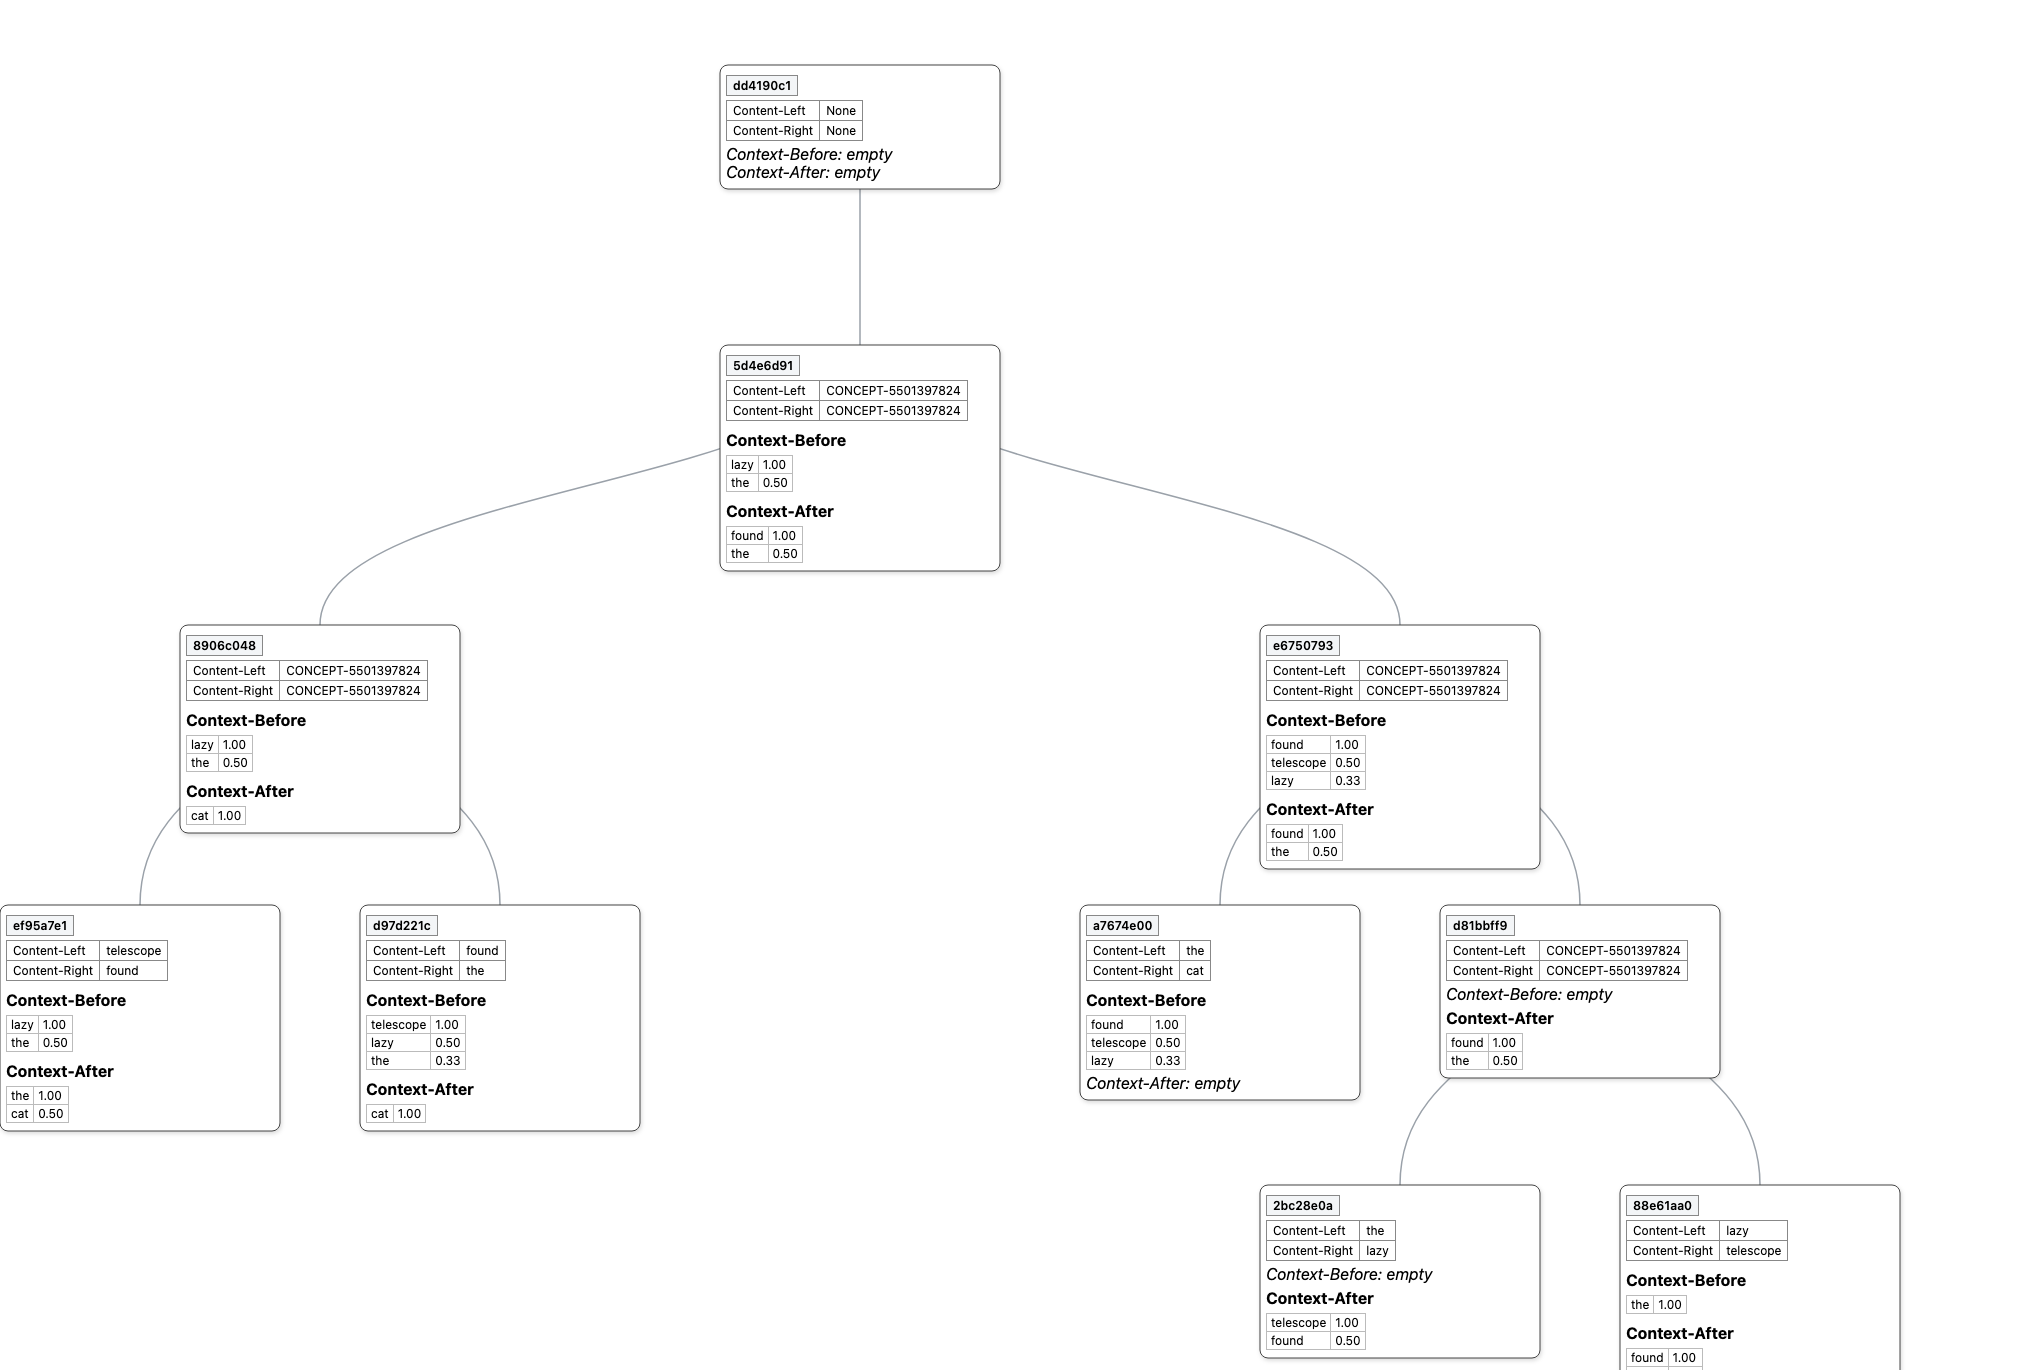 dd4190c1
Content-Left None
Content-Right None
Context-Before: empty
Context-After: empty
5d4e6d91
Content-Left CONCEPT-5501397824
Content-Right CONCEPT-5501397824
Context-Before
lazy 1.00
the 0.50
Context-After
found 1.00
the 0.50
8906c048
Content-Left CONCEPT-5501397824
Content-Right CONCEPT-5501397824
Context-Before
lazy 1.00
the 0.50
Context-After
cat 1.00
e6750793
Content-Left CONCEPT-5501397824
Content-Right CONCEPT-5501397824
Context-Before
found 1.00
telescope 0.50
lazy 0.33
Context-After
found 1.00
the 0.50
ef95a7e1
Content-Left telescope
Content-Right found
Context-Before
lazy 1.00
the 0.50
Context-After
the 1.00
cat 0.50
d97d221c
Content-Left found
Content-Right the
Context-Before
telescope 1.00
lazy 0.50
the 0.33
Context-After
cat 1.00
a7674e00
Content-Left the
Content-Right cat
Context-Before
found 1.00
telescope 0.50
lazy 0.33
Context-After: empty
d81bbff9
Content-Left CONCEPT-5501397824
Content-Right CONCEPT-5501397824
Context-Before: empty
Context-After
found 1.00
the 0.50
2bc28e0a
Content-Left the
Content-Right lazy
Context-Before: empty
Context-After
telescope 1.00
found 0.50
88e61aa0
Content-Left lazy
Content-Right telescope
Context-Before
the 1.00
Context-After
found 1.00